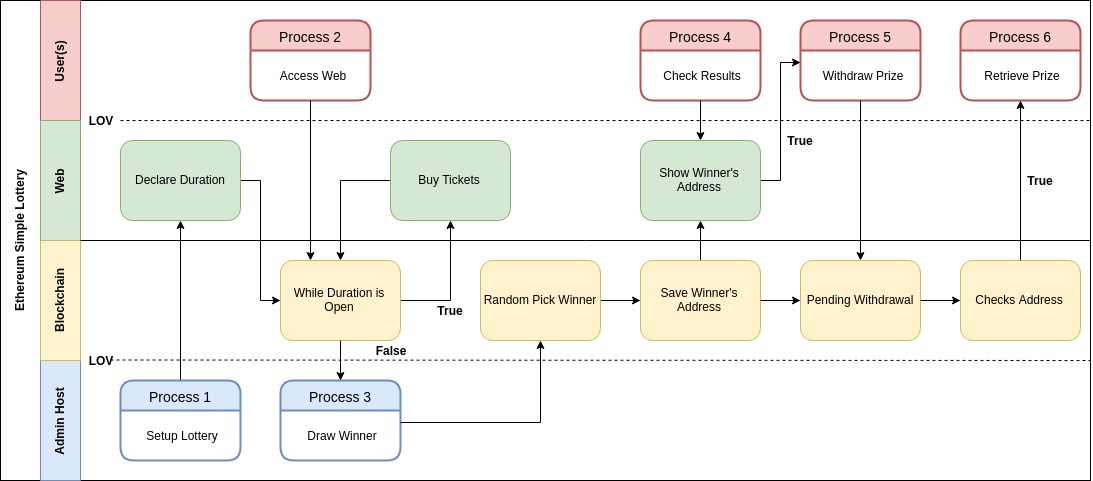 Ethereum Simple Lottery
User(s)
Process 2
Access Web
Process 4
Check Results
Process 5
Withdraw Prize
Process 6
Retrieve Prize
LOV
Web
Declare Duration
Buy Tickets
Show Winner's
Address
True
True
Blockchain
While Duration is
Open
True
Random Pick Winner
Save Winner's
Address
Pending Withdrawal
Checks Address
False
LOV
Admin Host
Process 1
Setup Lottery
Process 3
Draw Winner